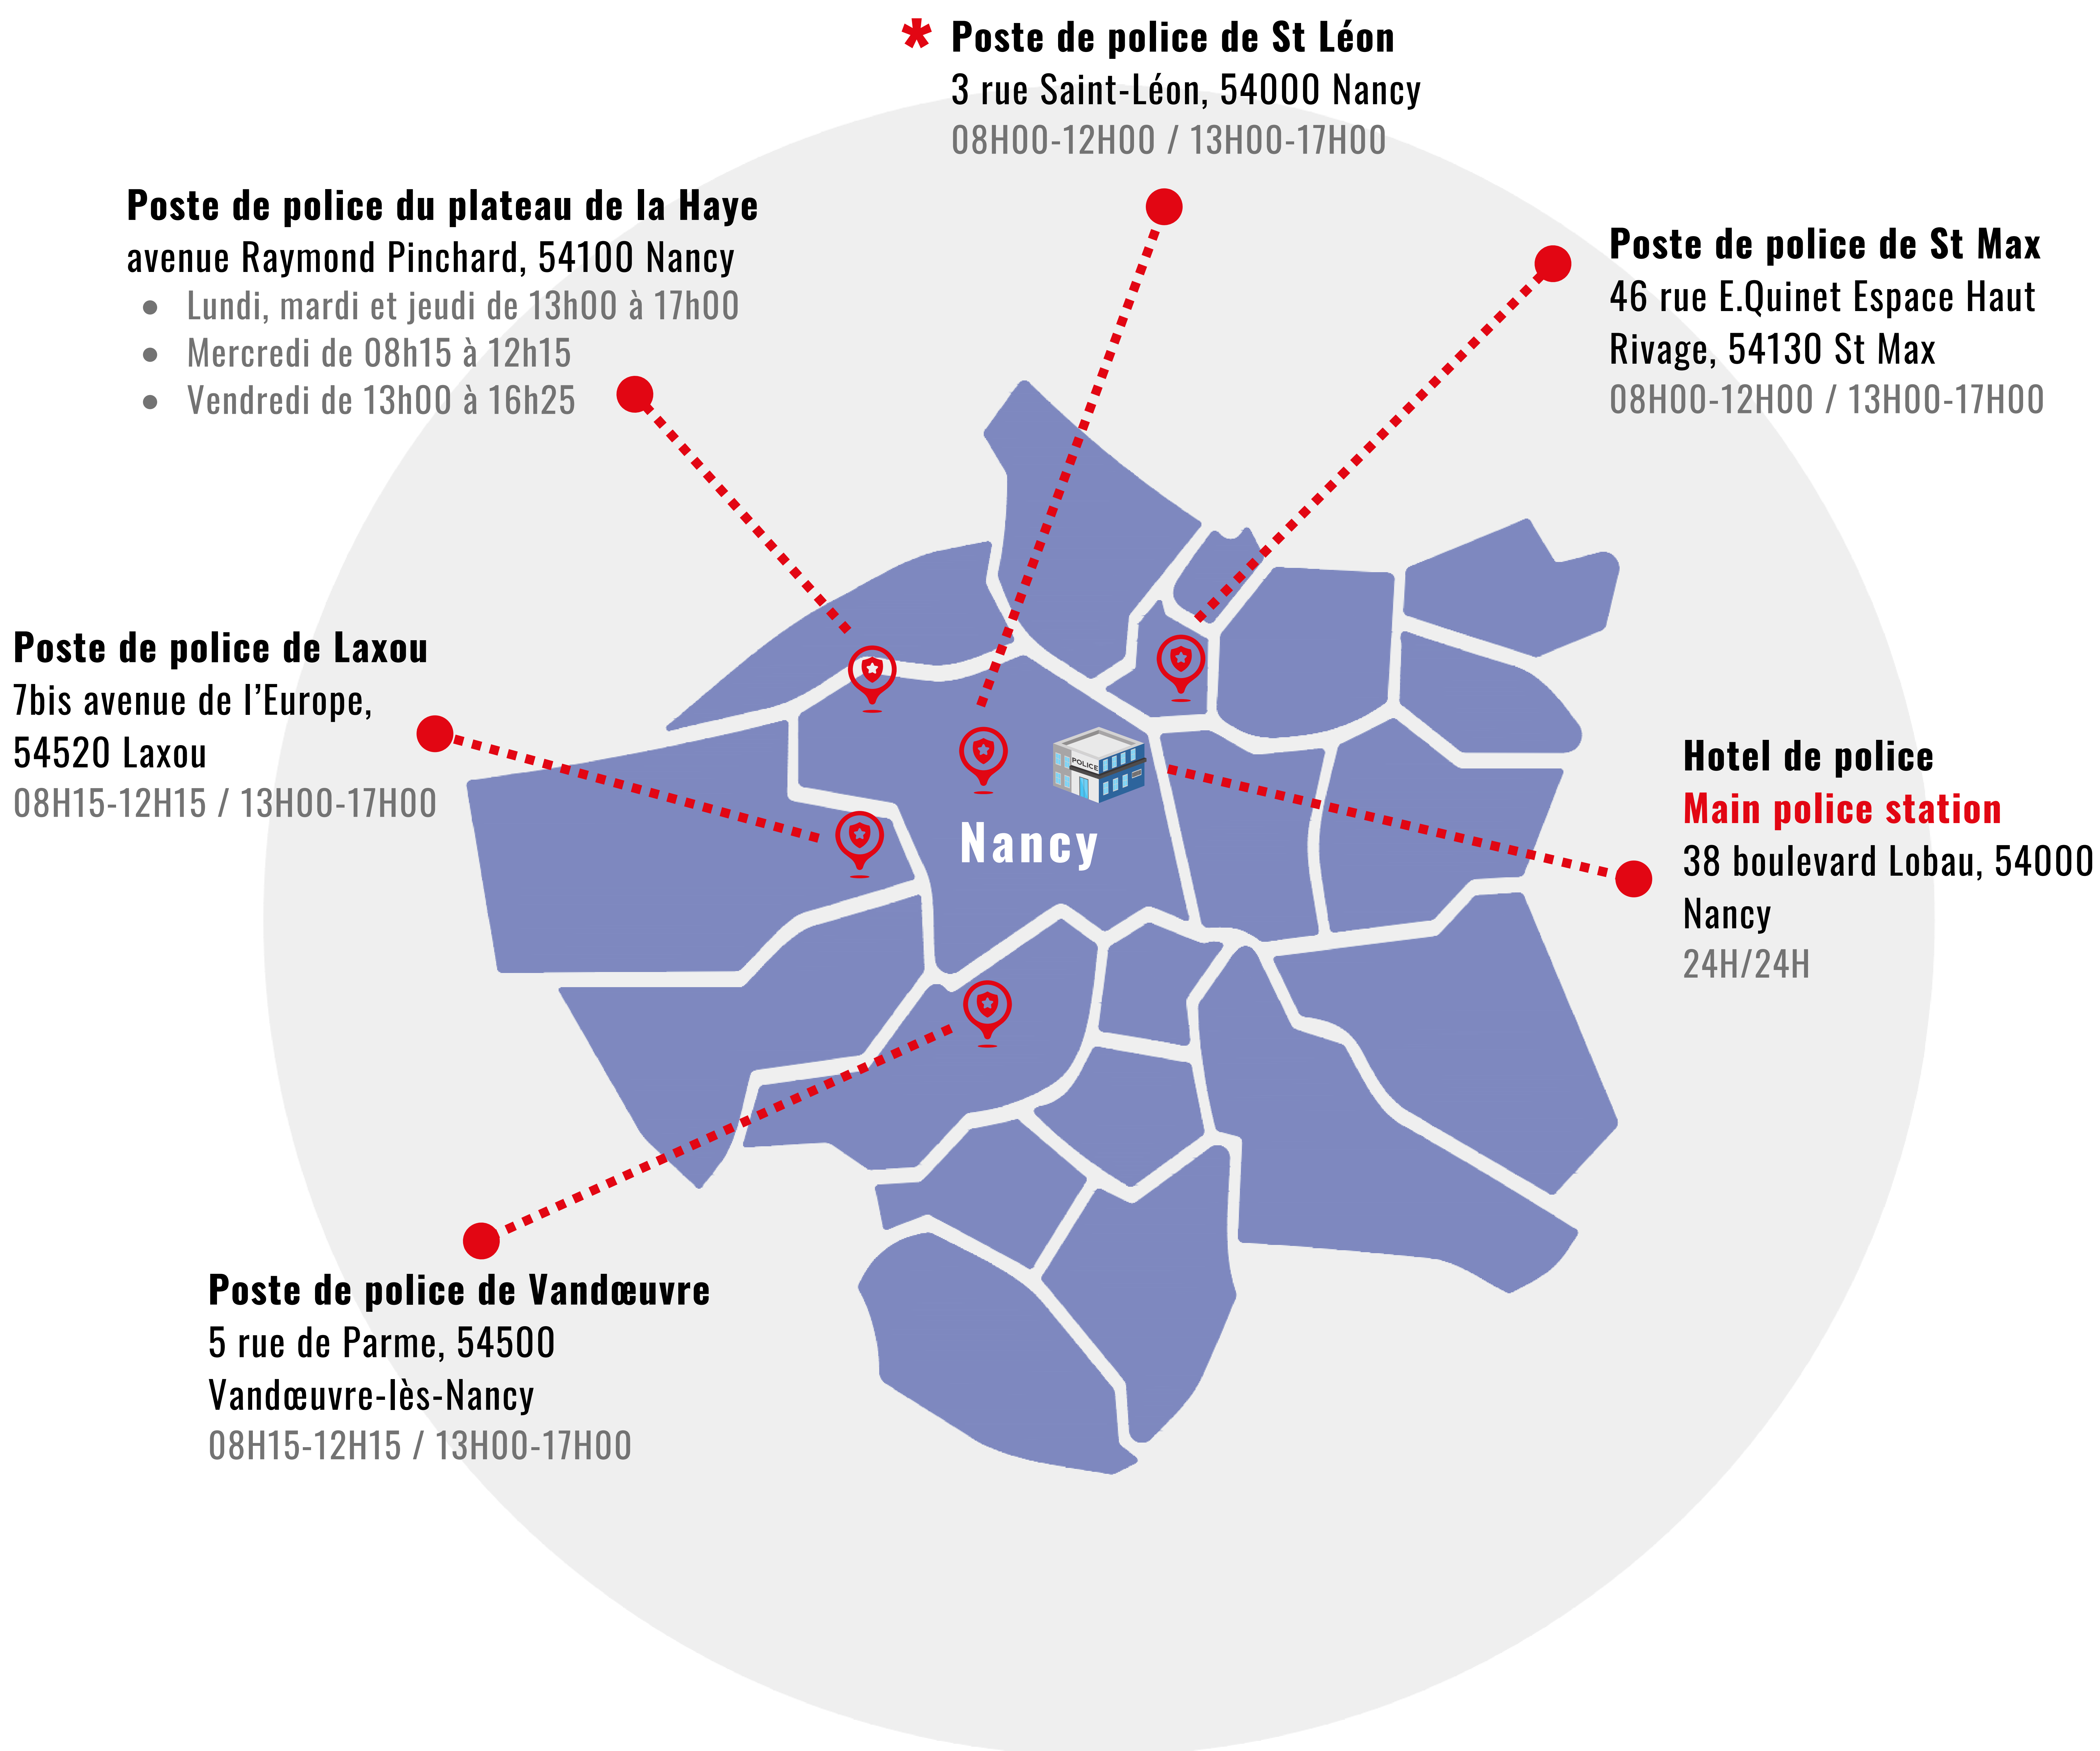 * Poste de police de St Léon
3 rue Saint-Léon, 54000 Nancy
08H00-12H00 / 13H00-17H00
Poste de police du plateau de la Haye
avenue Raymond Pinchard, 54100 Nancy
• Lundi, mardi et jeudi de 13h00 à 17h00
• Mercredi de 08h15 à 12h15
• Vendredi de 13h00 à 16h25
Poste de police de St Max
46 rue E.Quinet Espace Haut
Rivage, 54130 St Max
08H00-12H00 / 13H00-17H00
Poste de police de Laxou
7bis avenue de l’Europe,
54520 Laxou
08H15-12H15 / 13H00-17H00
POLICE
Nancy
Hotel de police
Main police station
38 boulevard Lobau, 54000
Nancy
24H/24H
Poste de police de Vandœuvre
5 rue de Parme, 54500
Vandœuvre-lès-Nancy
08H15-12H15 / 13H00-17H00